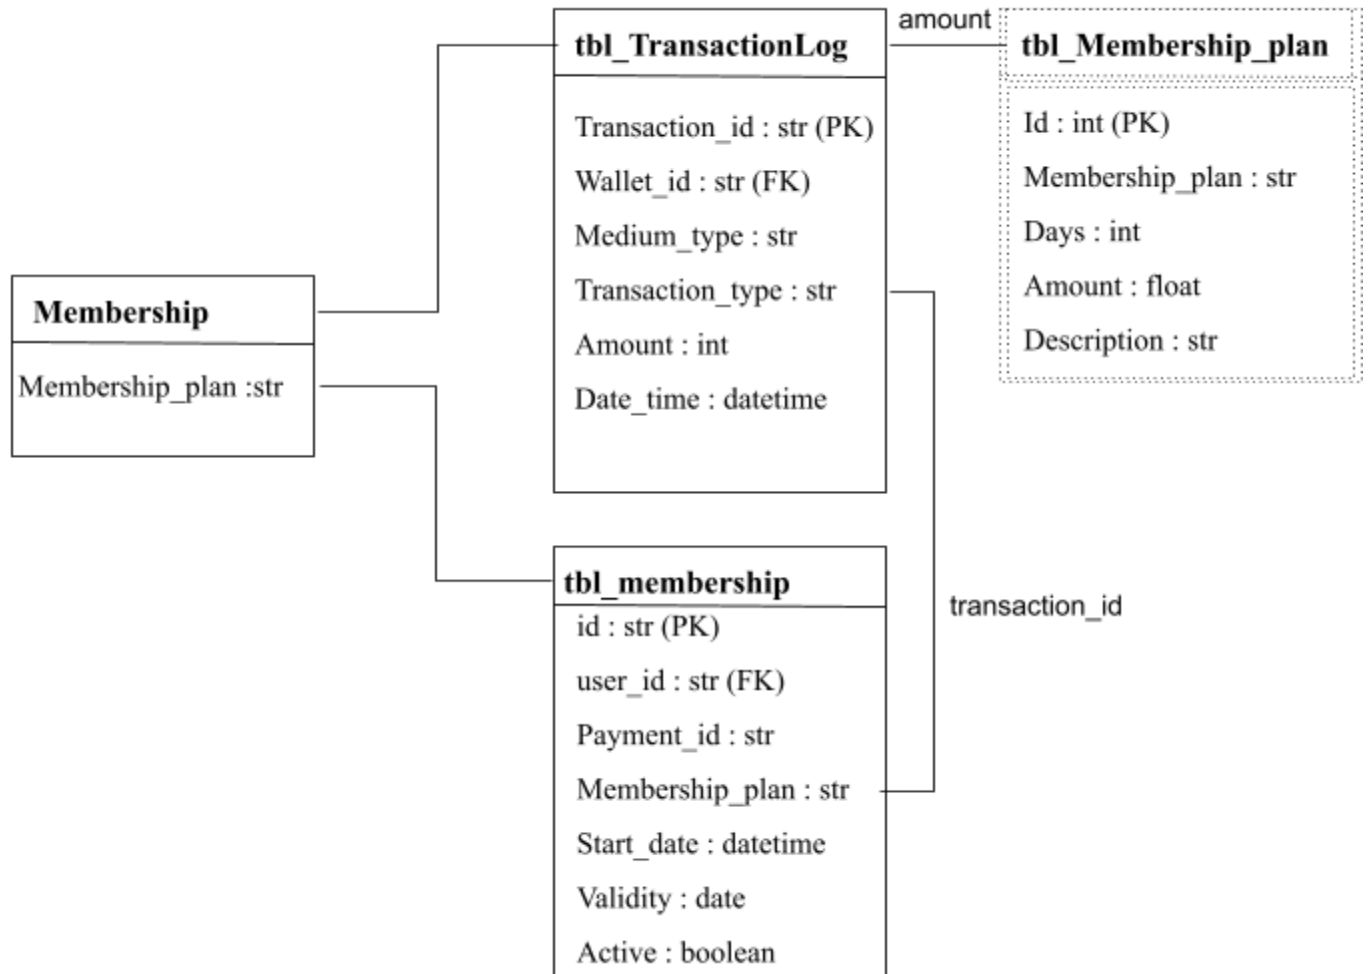 tbl_TransactionLog
Transaction_id : str (PK)
Wallet_id : str (FK)
Medium_type : str
Transaction_type : str
Amount : int
Date_time : datetime
amount
tbl_Membership_plan
Id : int (PK)
Membership_plan : str
Days : int
Amount : float
Description : str
Membership
Membership_plan :str
tbl_membership
id : str (PK)
user_id : str (FK)
Payment_id : str
Membership_plan : str
Start_date : datetime
Validity : date
Active : boolean
transaction_id